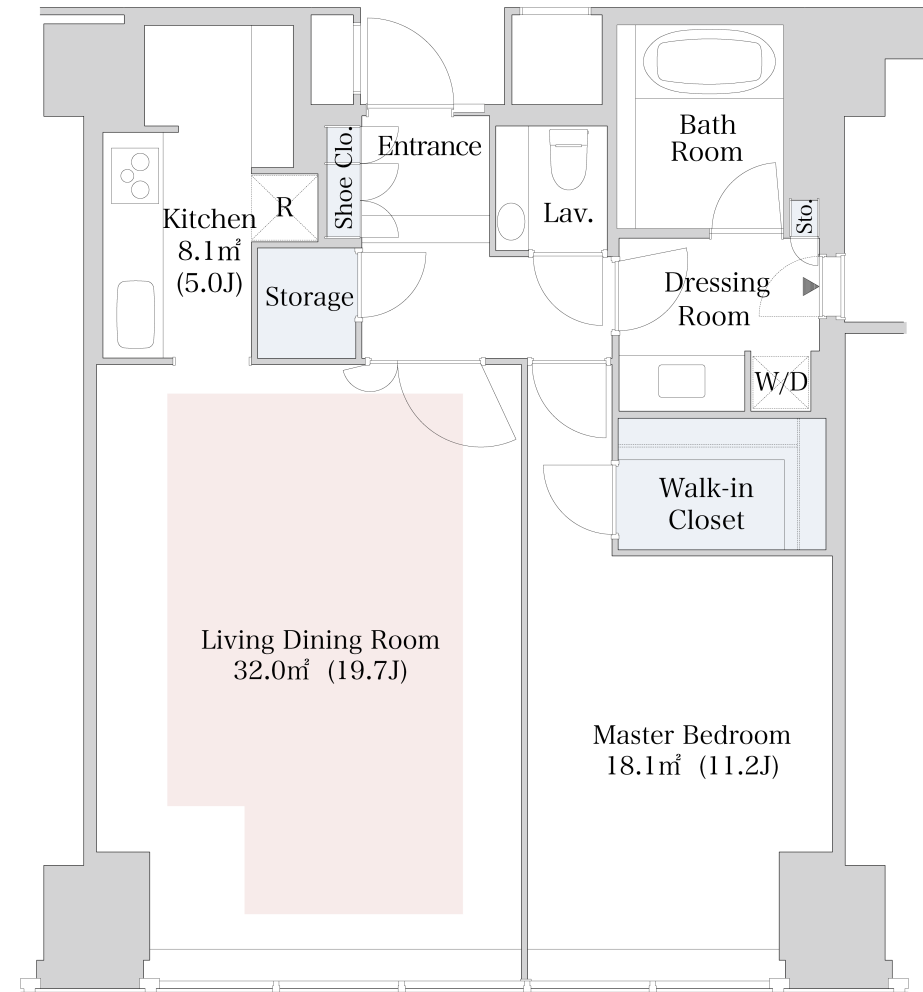 Bath
Room
Entrance
Shoe Clo.
R
Lav.
Sto.
Kitchen
8.1㎡
(5.0J)
Storage
Dressing
Room
W/D
Walk-in
Closet
Living Dining Room
32.0㎡ (19.7J)
Master Bedroom
18.1㎡ (11.2J)